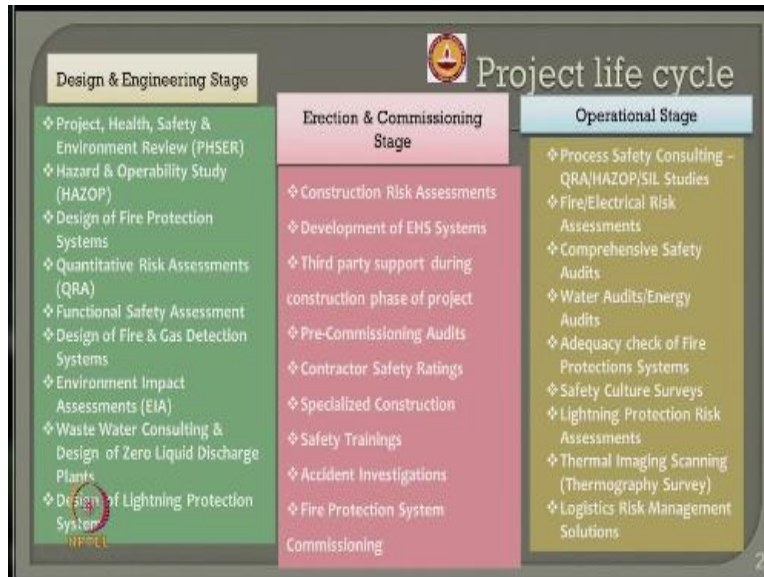 Project life cycle
Design & Engineering Stage
❖Project, Health, Safety &
Environment Review (PHSER)
❖Hazard & Operability Study
(HAZOP)
❖Design of Fire Protection
Systems
❖Quantitative Risk Assessments
(QRA)
❖Functional Safety Assessment
❖Design of Fire & Gas Detection
Systems
❖Environment Impact
Assessments (EIA)
❖Waste Water Consulting &
Design of Zero Liquid Discharge
Plants
❖Design of Lightning Protection
System
NPTEL
Erection & Commissioning
Stage
❖Construction Risk Assessments
❖Development of EHS Systems
❖Third party support during
construction phase of project
❖Pre-Commissioning Audits
❖Contractor Safety Ratings
❖Specialized Construction
❖Safety Trainings
❖Accident Investigations
❖Fire Protection System
Commissioning
Operational Stage
❖Process Safety Consulting –
QRA/HAZOP/SIL Studies
❖Fire/Electrical Risk
Assessments
❖Comprehensive Safety
Audits
❖Water Audits/Energy
Audits
❖Adequacy check of Fire
Protections Systems
❖Safety Culture Surveys
❖Lightning Protection Risk
Assessments
❖Thermal Imaging Scanning
(Thermography Survey)
❖Logistics Risk Management
Solutions
2